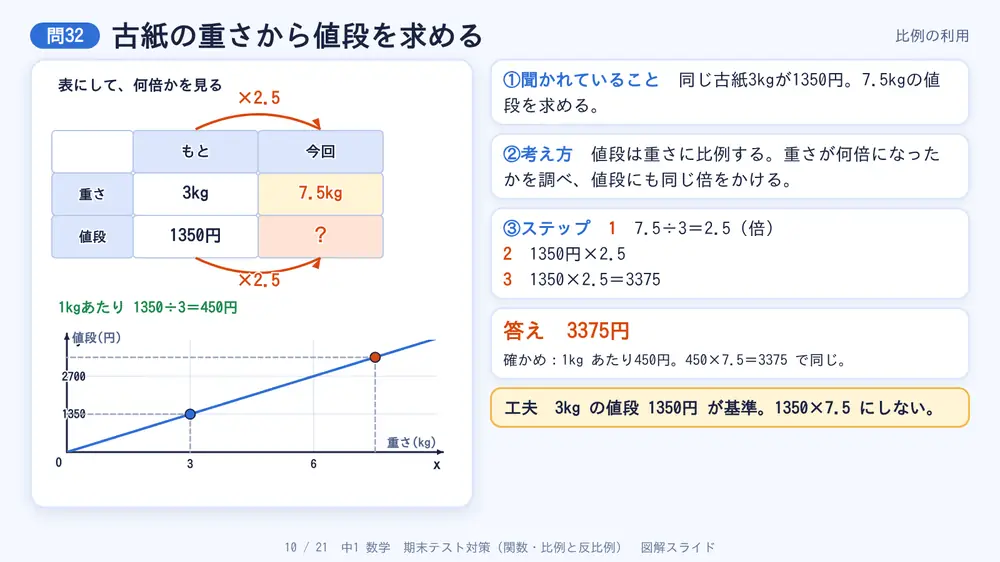 問32 古紙の重さから値段を求める
比例の利用
表にして、何倍かを見る
×2.5
もと 今回
重さ 3kg 7.5kg
値段 1350円 ?
×2.5
1kgあたり 1350÷3=450円
値段(円)
2700
1350
重さ(kg)
0 3 6 x
①聞かれていること 同じ古紙3kgが1350円。7.5kgの値
段を求める。
②考え方 値段は重さに比例する。重さが何倍になった
かを調べ、値段にも同じ倍をかける。
③ステップ 1 7.5÷3=2.5（倍）
2 1350円×2.5
3 1350×2.5=3375
答え 3375円
確かめ：1kg あたり450円。450×7.5=3375 で同じ。
工夫 3kg の値段 1350円 が基準。1350×7.5 にしない。
10 / 21 中1 数学 期末テスト対策（関数・比例と反比例） 図解スライド